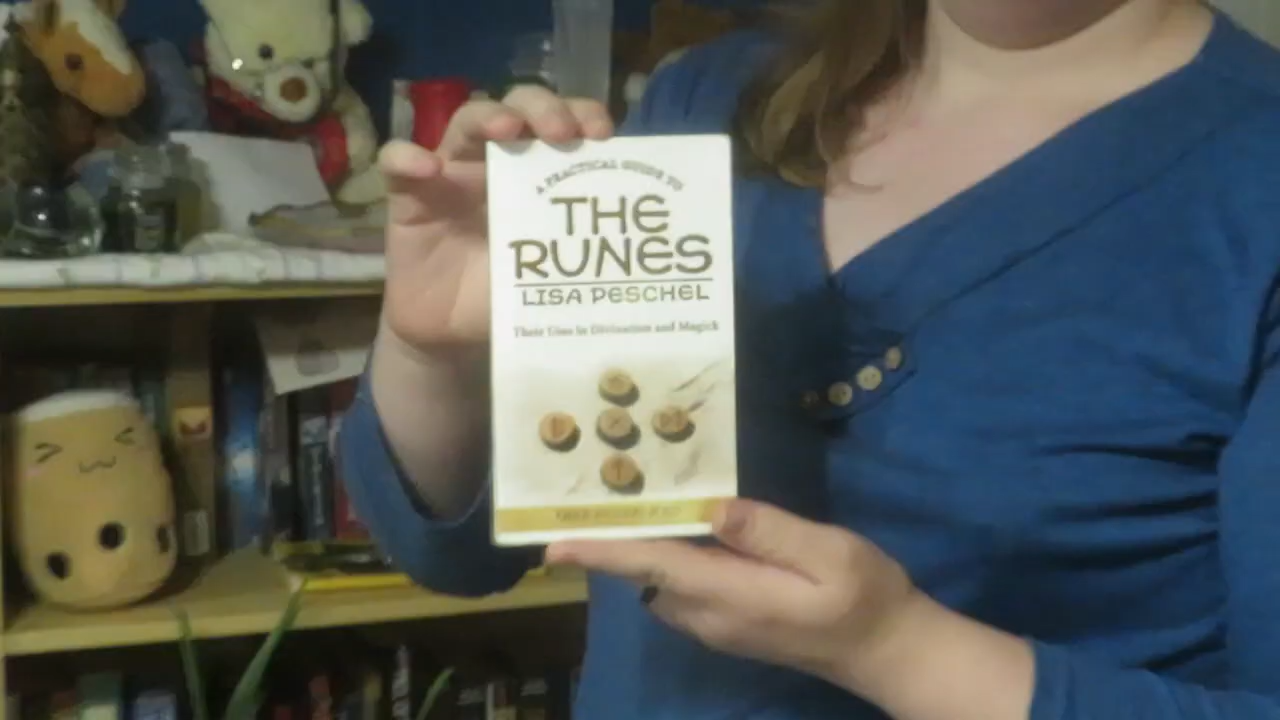 A PRACTICAL GUIDE TO
THE
RUNES
LISA PESCHEL
Their Uses in Divination and Magick